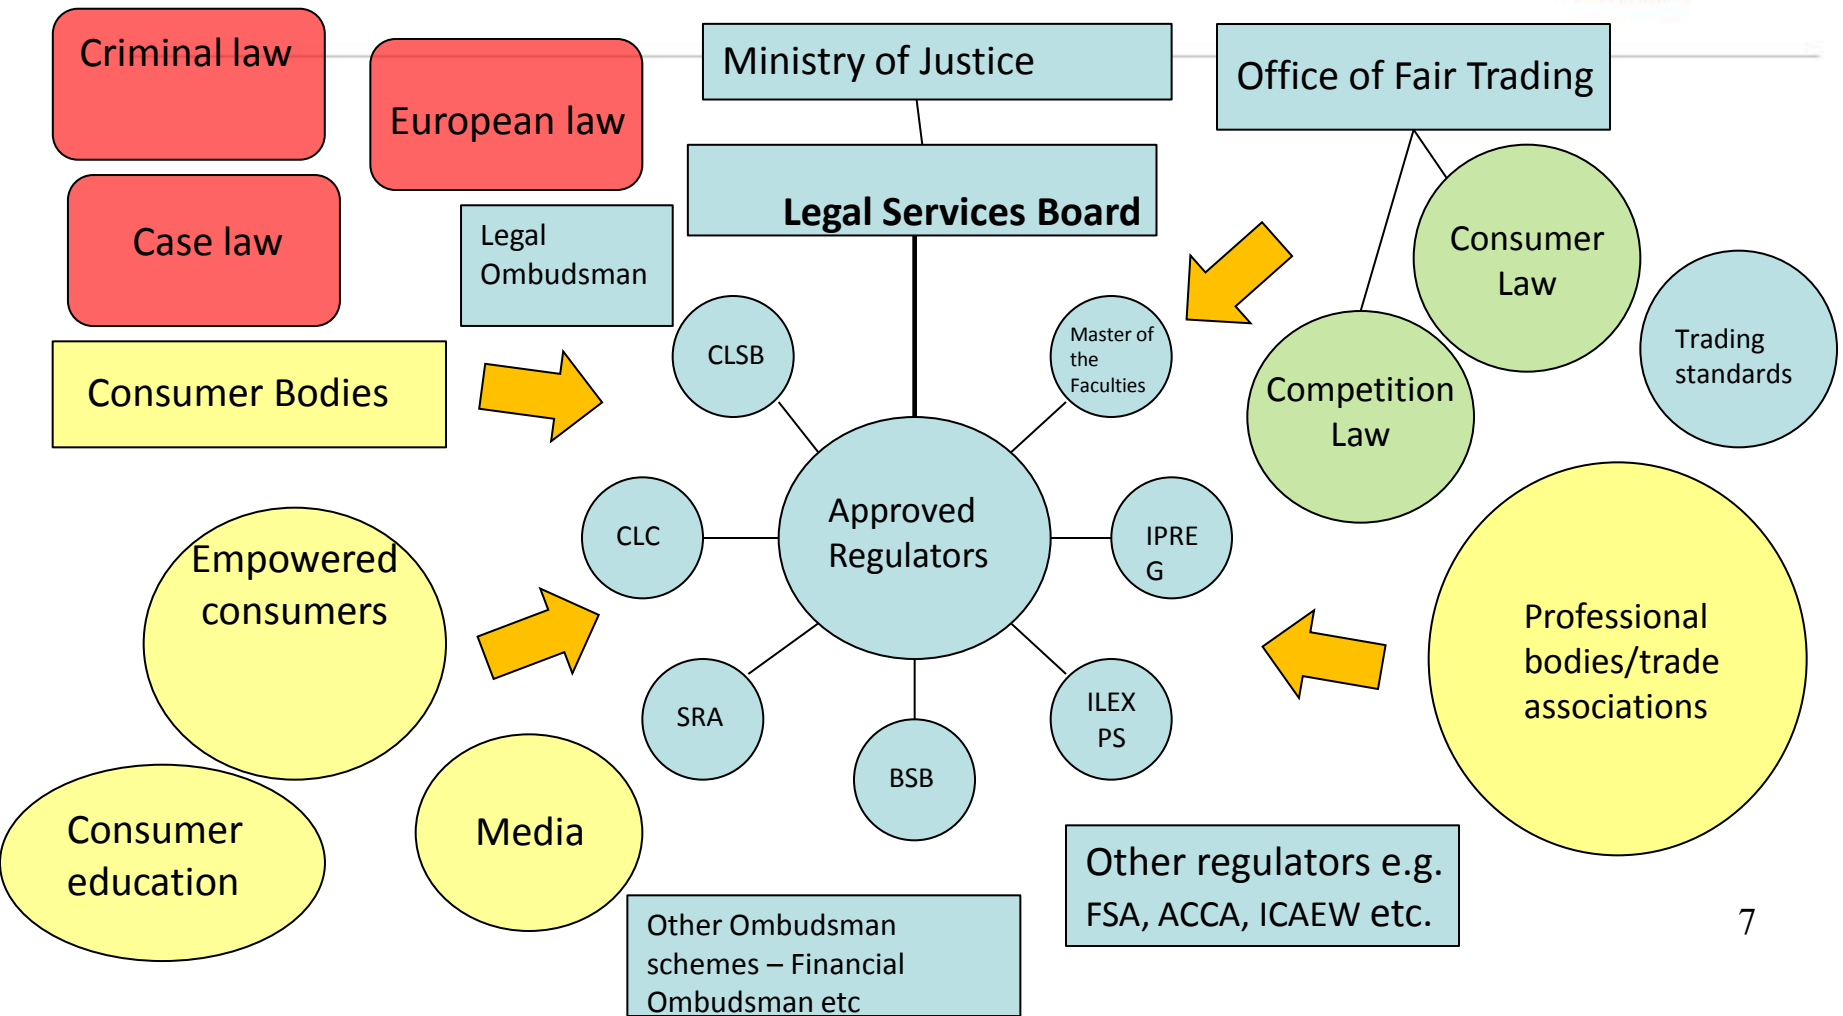 Criminal law
European law
Ministry of Justice
Office of Fair Trading
Case law
Legal
Ombudsman
Legal Services Board
Consumer
Law
Trading
standards
Consumer Bodies
CLSB
Master of
the
Faculties
Competition
Law
Empowered
consumers
CLC
Approved
Regulators
IPRE
G
Professional
bodies/trade
associations
SRA
BSB
ILEX
PS
Consumer
education
Media
Other Ombudsman
schemes – Financial
Ombudsman etc
Other regulators e.g.
FSA, ACCA, ICAEW etc.
7